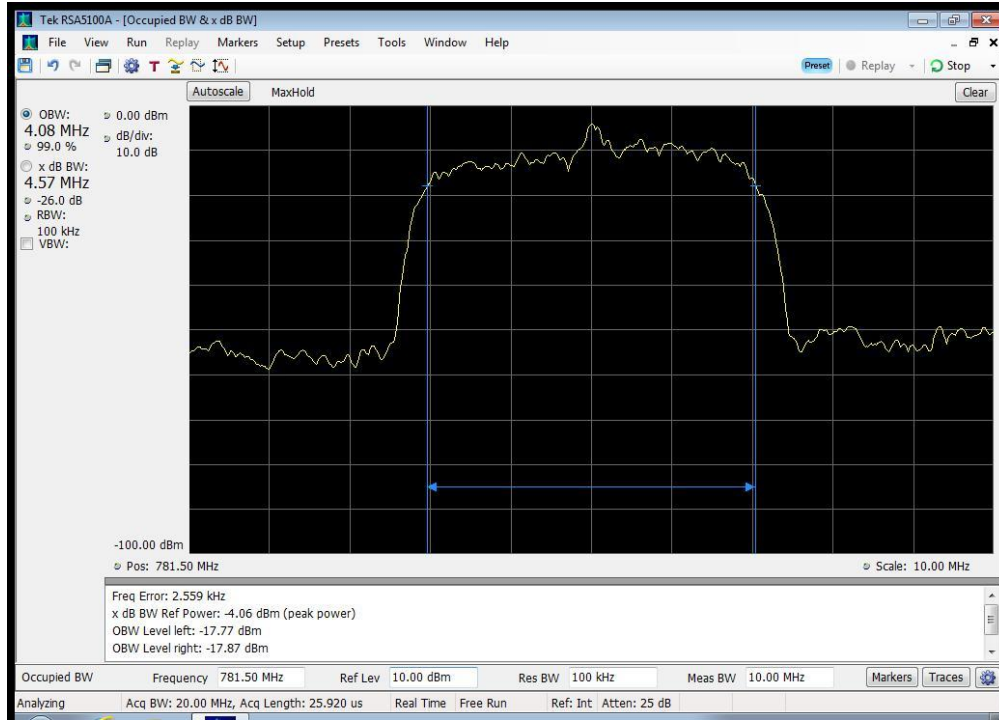 Tek RSA5100A - [Occupied BW & x dB BW]
File View Run Replay Markers Setup Presets Tools Window Help
Preset Replay Stop
Autoscale MaxHold Clear
OBW: 0.00 dBm
4.08 MHz dB/div:
99.0 % 10.0 dB
x dB BW:
4.57 MHz
-26.0 dB
RBW:
100 kHz
VBW:
-100.00 dBm
Pos: 781.50 MHz Scale: 10.00 MHz
Freq Error: 2.559 kHz
x dB BW Ref Power: -4.06 dBm (peak power)
OBW Level left: -17.77 dBm
OBW Level right: -17.87 dBm
Occupied BW Frequency 781.50 MHz Ref Lev 10.00 dBm Res BW 100 kHz Meas BW 10.00 MHz Markers Traces
Analyzing Acq BW: 20.00 MHz, Acq Length: 25.920 us Real Time Free Run Ref: Int Atten: 25 dB